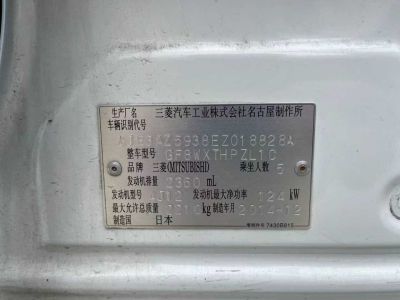 生产厂名 三菱汽车工业株式会社名古屋制作所
车辆识别代号
整车型号 GF8WXTHPZL1C
品牌 三菱(MITSUBISHI) 乘坐人数 5
发动机排量 2360 mL
发动机型号 4J12 发动机最大净功率 124 kW
最大允许总质量 kg 制造年月 2014-12
制造国 日本 7430B815